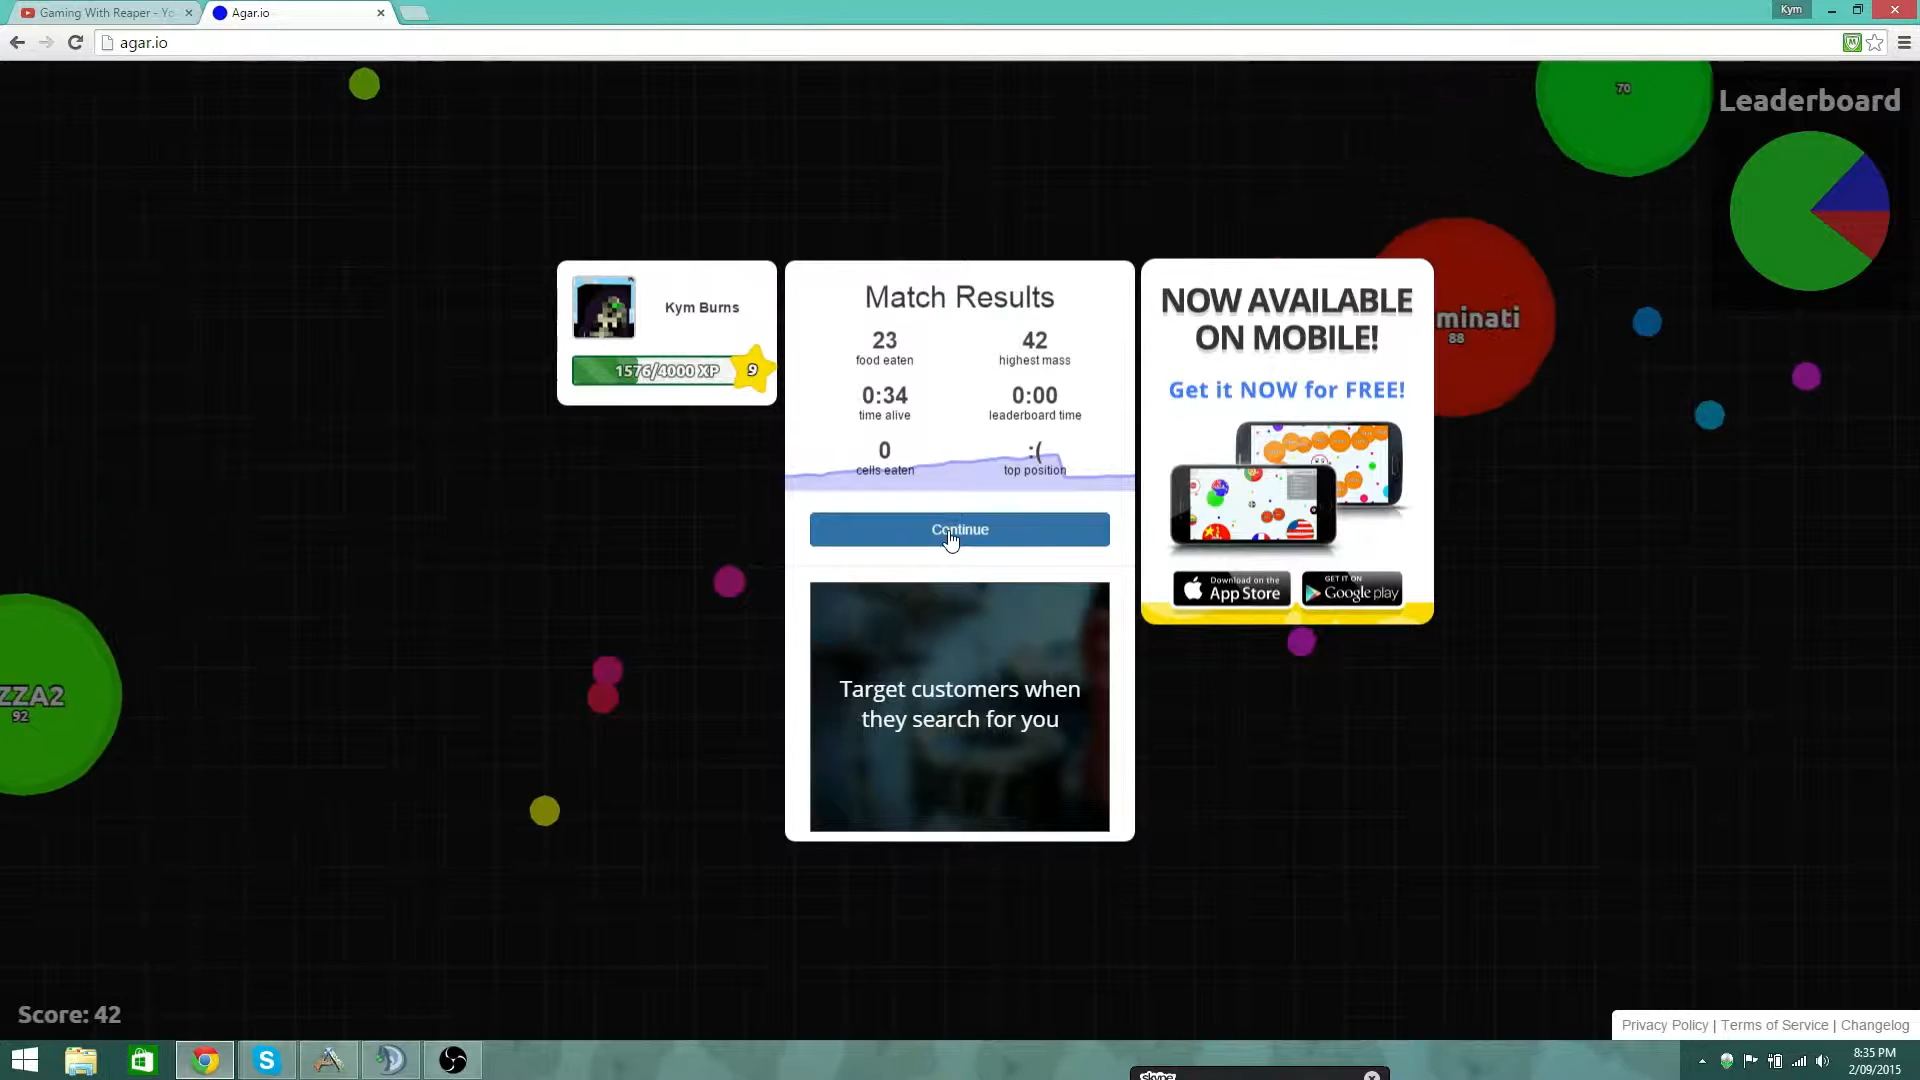 Gaming With Reaper - Yo
Agar.io
Kym
agar.io
70
Leaderboard
minati
88
Kym Burns
1576/4000 XP
9
Match Results
23
food eaten
42
highest mass
0:34
time alive
0:00
leaderboard time
0
cells eaten
:(
top position
Continue
Target customers when
they search for you
NOW AVAILABLE
ON MOBILE!
Get it NOW for FREE!
Download on the
App Store
GET IT ON
Google play
ZZA2
92
Score: 42
Privacy Policy | Terms of Service | Changelog
8:35 PM
2/09/2015
skype